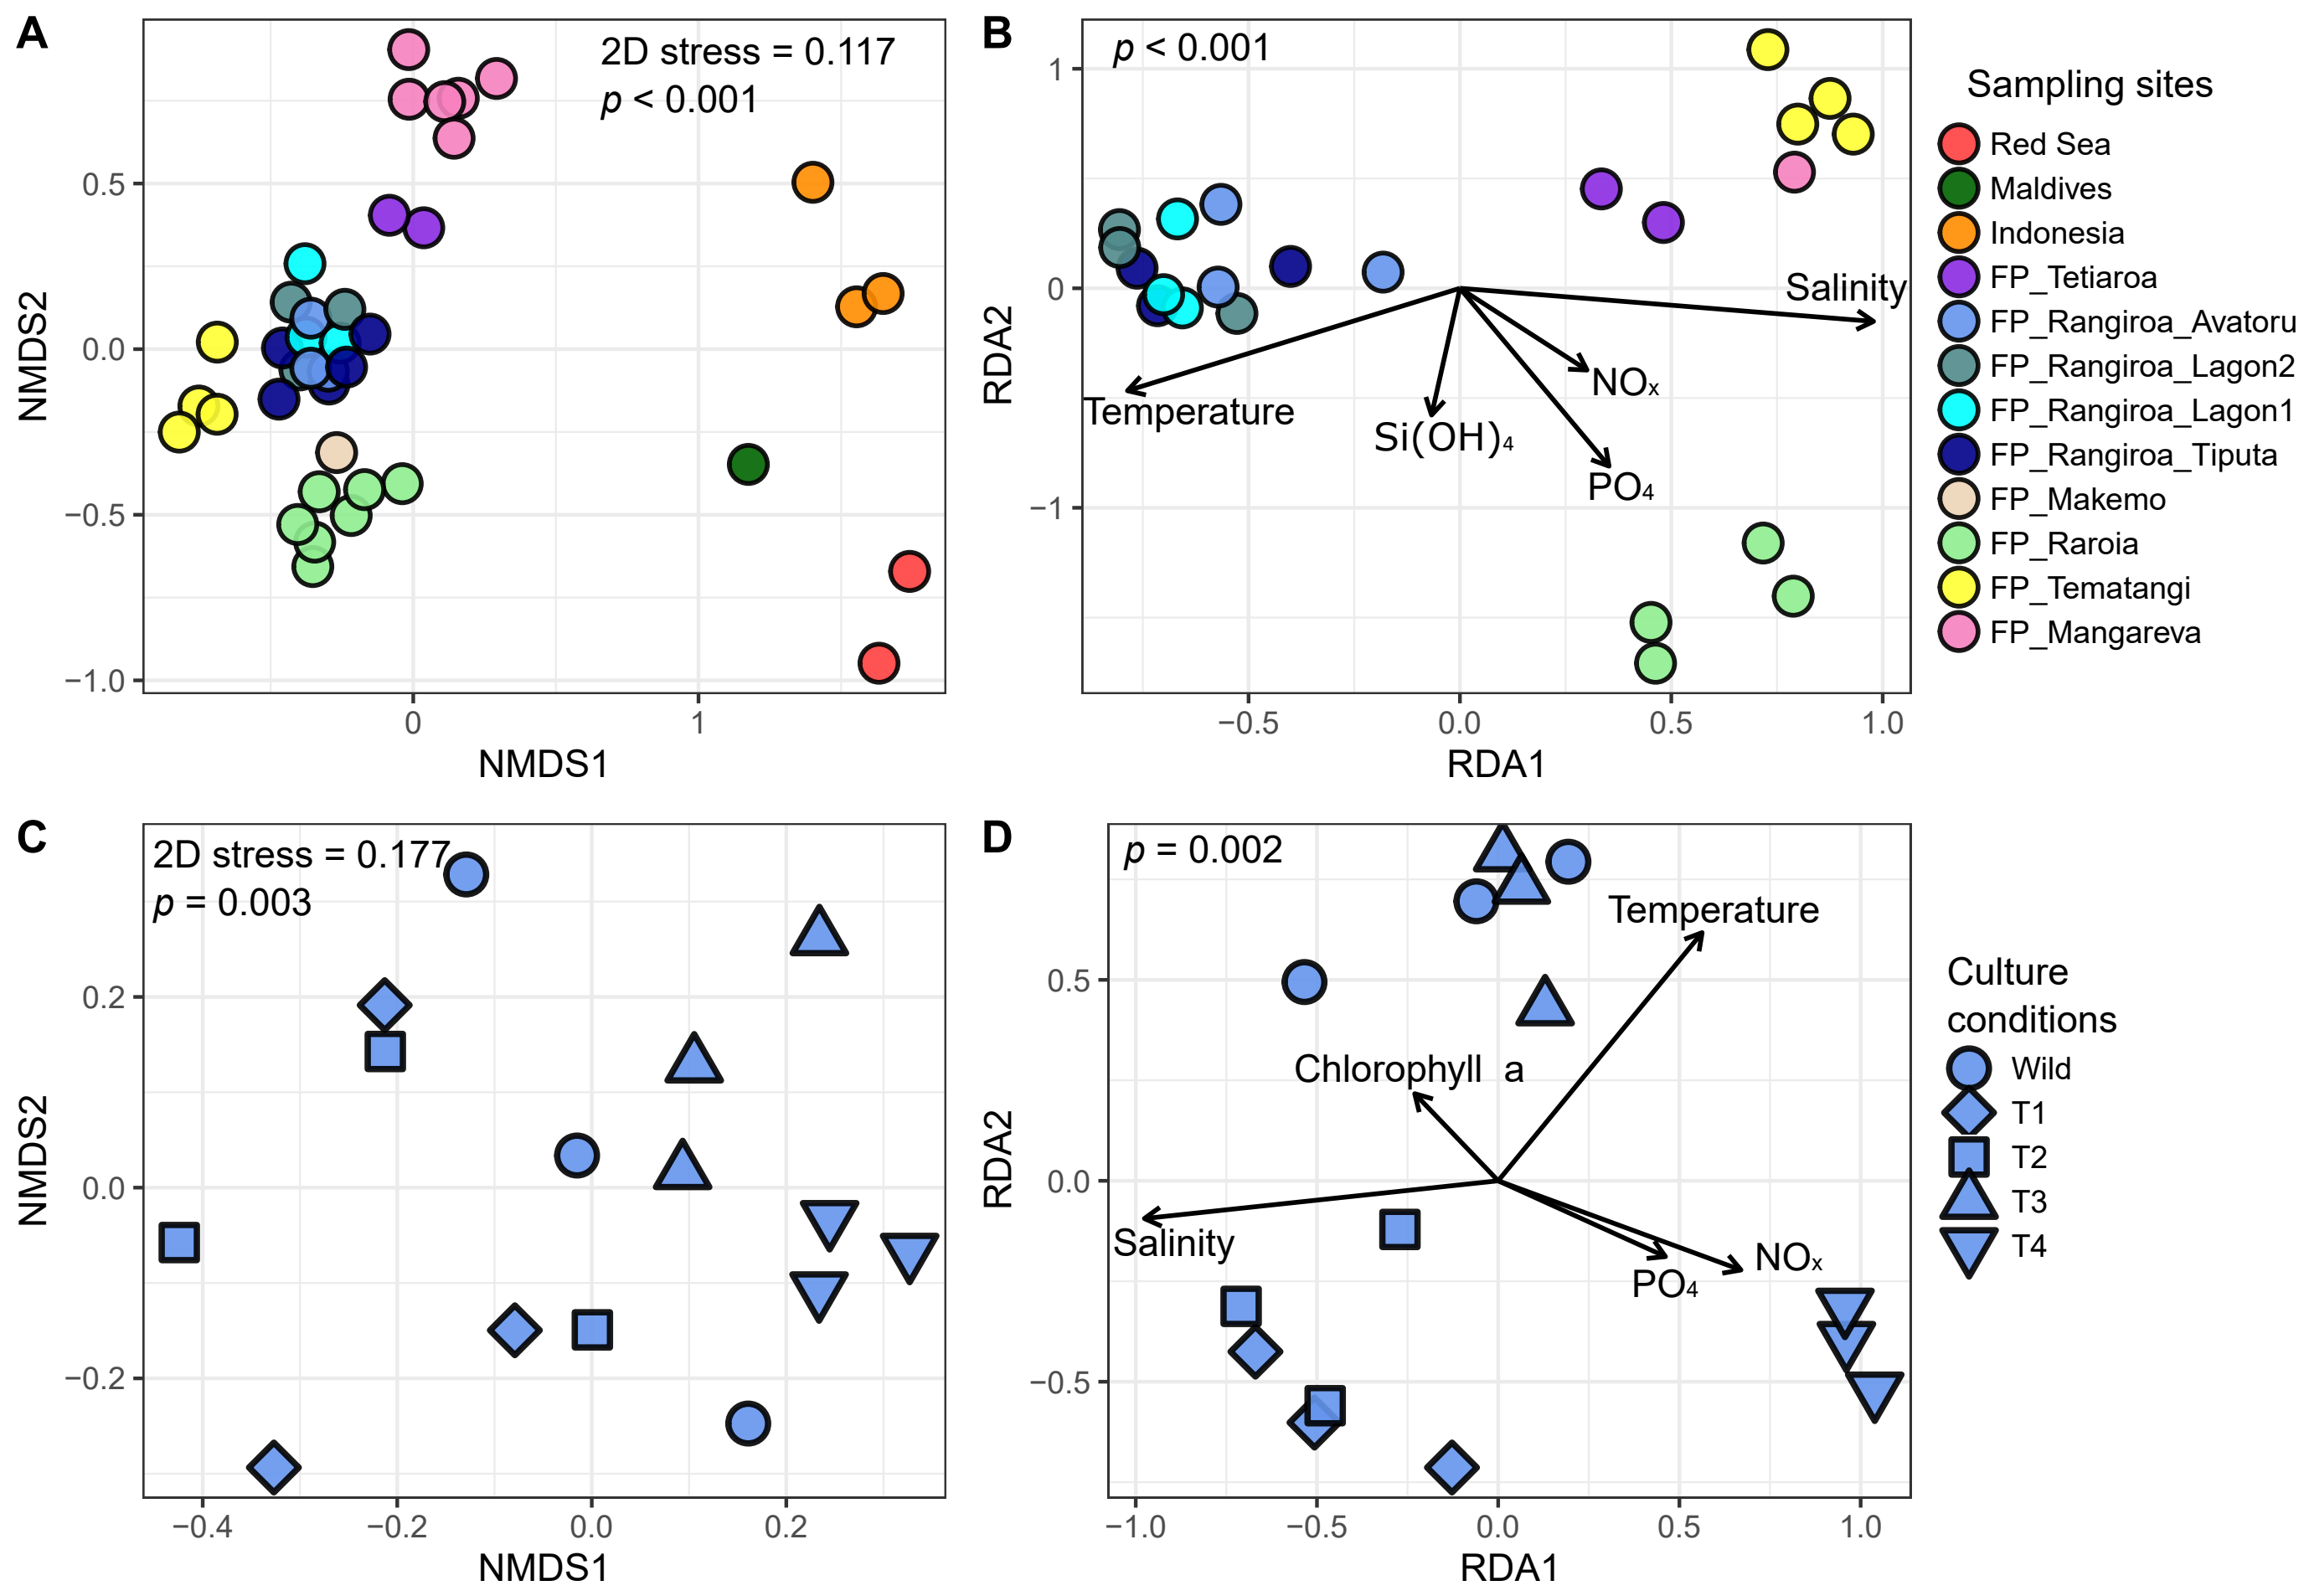 A
2D stress = 0.117
p < 0.001
0.5
0.0
−0.5
−1.0
0
1
NMDS1
NMDS2
B
p < 0.001
Salinity
Temperature
Si(OH)₄
NOₓ
PO₄
1
0
−1
−0.5
0.0
0.5
1.0
RDA1
RDA2
Sampling sites
Red Sea
Maldives
Indonesia
FP_Tetiaroa
FP_Rangiroa_Avatoru
FP_Rangiroa_Lagon2
FP_Rangiroa_Lagon1
FP_Rangiroa_Tiputa
FP_Makemo
FP_Raroia
FP_Tematangi
FP_Mangareva
C
2D stress = 0.177
p = 0.003
0.2
0.0
−0.2
−0.4
−0.2
0.0
0.2
NMDS1
NMDS2
D
p = 0.002
Temperature
Chlorophyll a
Salinity
NOₓ
PO₄
0.5
0.0
−0.5
−1.0
−0.5
0.0
0.5
1.0
RDA1
RDA2
Culture
conditions
Wild
T1
T2
T3
T4